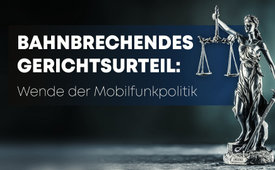 BAHNBRECHENDES
GERICHTSURTEIL:
Wende der Mobilfunkpolitik